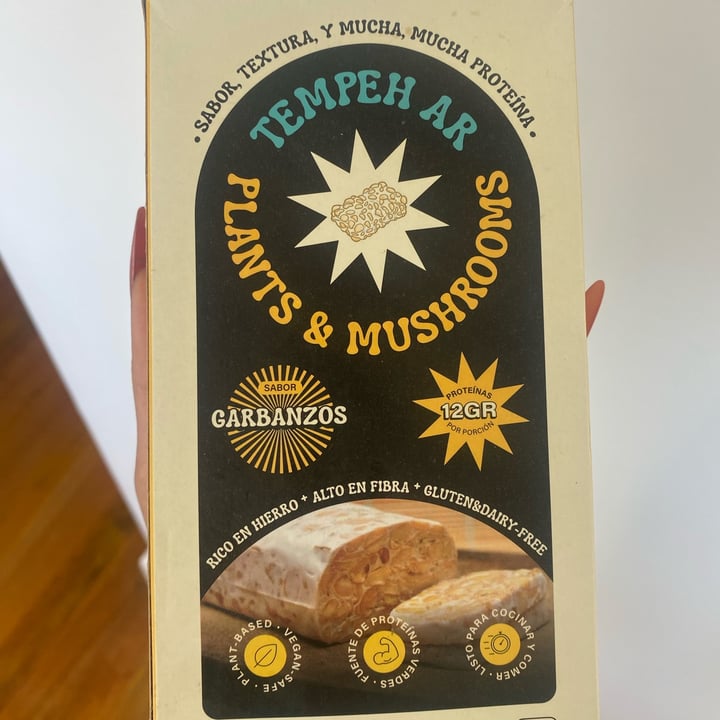 • SABOR, TEXTURA, Y MUCHA, MUCHA PROTEÍNA •
TEMPEH AR
PLANTS & MUSHROOMS
SABOR
GARBANZOS
PROTEÍNAS
12GR
POR PORCIÓN
RICO EN HIERRO + ALTO EN FIBRA + GLUTEN&DAIRY-FREE
PLANT-BASED • VEGAN-SAFE •
FUENTE DE PROTEÍNAS VERDES •
LISTO PARA COCINAR Y COMER •